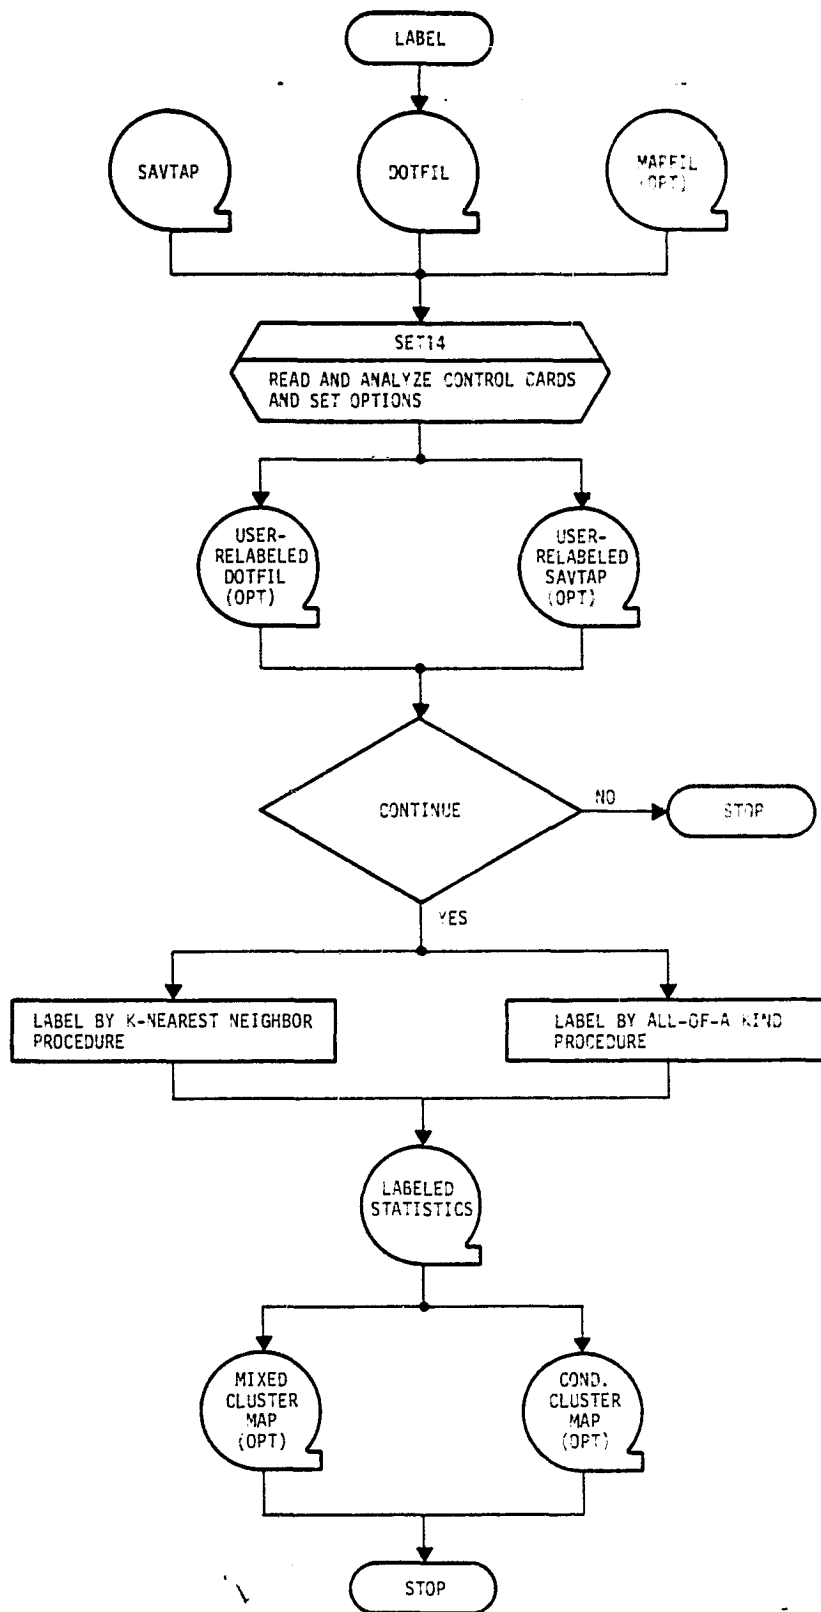 LABEL
SAVTAP
DOTFIL
MAPFIL
(OPT)
SET14
READ AND ANALYZE CONTROL CARDS
AND SET OPTIONS
USER-
RELABELED
DOTFIL
(OPT)
USER-
RELABELED
SAVTAP
(OPT)
CONTINUE
NO
STOP
YES
LABEL BY K-NEAREST NEIGHBOR
PROCEDURE
LABEL BY ALL-OF-A KIND
PROCEDURE
LABELED
STATISTICS
MIXED
CLUSTER
MAP
(OPT)
COND.
CLUSTER
MAP
(OPT)
STOP